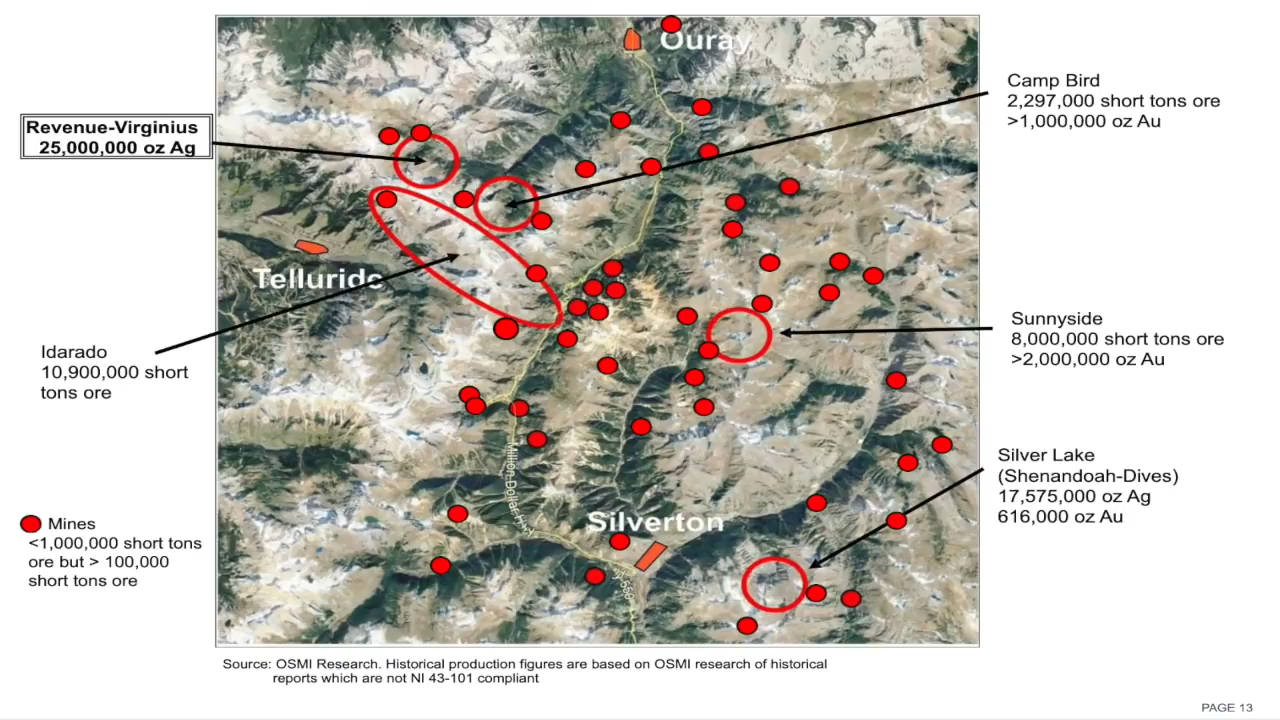 Ouray
Camp Bird
2,297,000 short tons ore
>1,000,000 oz Au
Revenue-Virginius
25,000,000 oz Ag
Telluride
Idarado
10,900,000 short
tons ore
Sunnyside
8,000,000 short tons ore
>2,000,000 oz Au
Silver Lake
(Shenandoah-Dives)
17,575,000 oz Ag
616,000 oz Au
Million Dollar Hwy
Silverton
Mines
<1,000,000 short tons
ore but > 100,000
short tons ore
Source: OSMI Research. Historical production figures are based on OSMI research of historical
reports which are not NI 43-101 compliant
PAGE 13